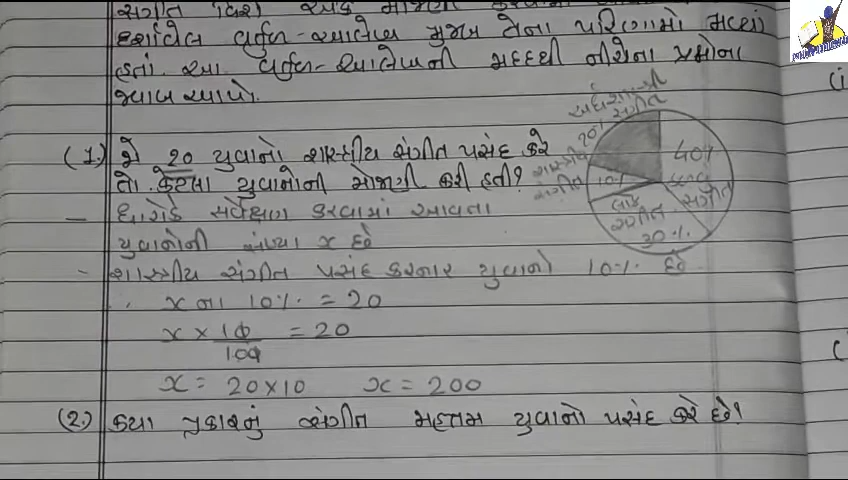 દર્શાવેલ વર્તુળ-આલેખ મુજબ તેના પરિણામો મળ્યાં
હતાં. આ વર્તુળ-આલેખની મદદથી નીચેના પ્રશ્નોના
જવાબ આપો.
(1.) જો 20 યુવાનો શાસ્ત્રીય સંગીત પસંદ કરે
તો કેટલા યુવાનોની મોજણી કરી હતી?
સંગીત
20%
શાસ્ત્રીય
સંગીત
10%
40%
સંગીત
લોક
સંગીત
30%
- ધારોકે સર્વેક્ષણ કરવામાં આવતા
યુવાનોની સંખ્યા x છે
- શાસ્ત્રીય સંગીત પસંદ કરનાર યુવાનો 10% છે
∴ x ના 10% = 20
x × 10/100 = 20
x = 20×10 x = 200
(2.) કયા પ્રકારનું સંગીત મહત્તમ યુવાનો પસંદ કરે છે?
(i
(